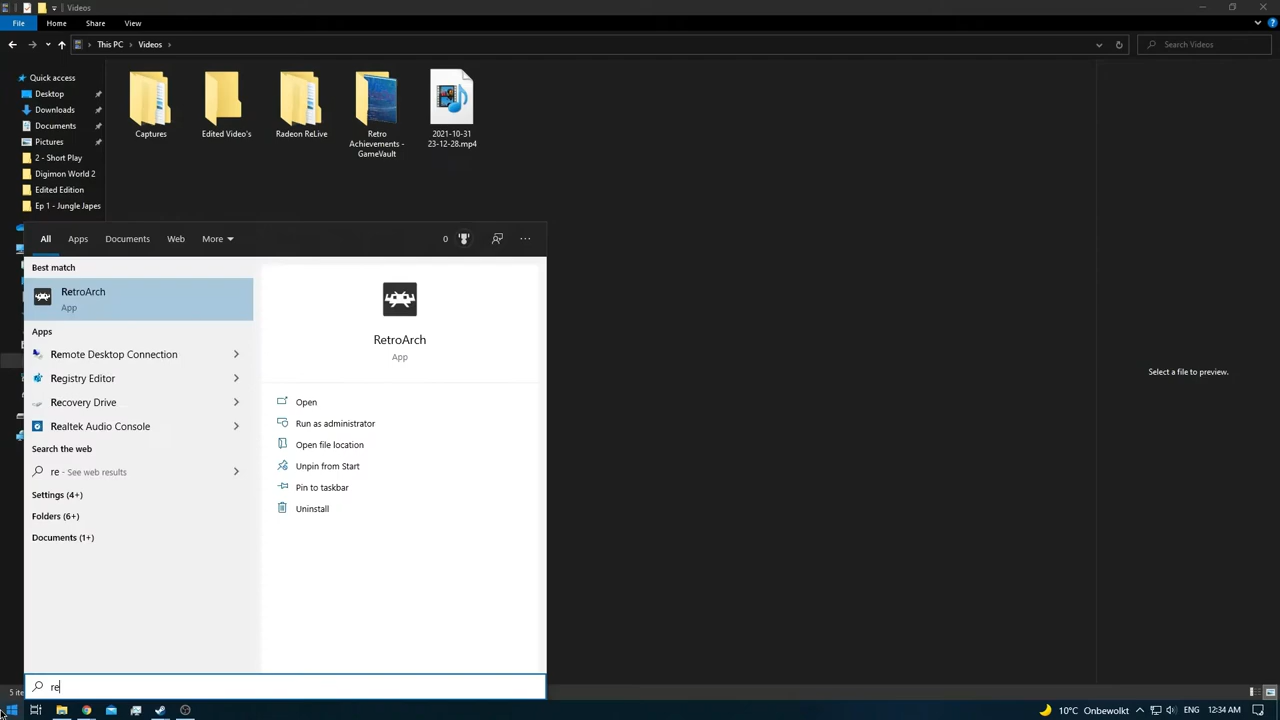 Videos
File
Home
Share
View
This PC
Videos
Search Videos
Quick access
Desktop
Downloads
Documents
Pictures
2 - Short Play
Digimon World 2
Edited Edition
Ep 1 - Jungle Japes
Captures
Edited Video's
Radeon ReLive
Retro
Achievements -
GameVault
2021-10-31
23-12-28.mp4
Select a file to preview.
All
Apps
Documents
Web
More
0
Best match
RetroArch
App
Apps
Remote Desktop Connection
Registry Editor
Recovery Drive
Realtek Audio Console
Search the web
re - See web results
Settings (4+)
Folders (6+)
Documents (1+)
RetroArch
App
Open
Run as administrator
Open file location
Unpin from Start
Pin to taskbar
Uninstall
re
5 ite
10°C Onbewolkt
ENG
12:34 AM